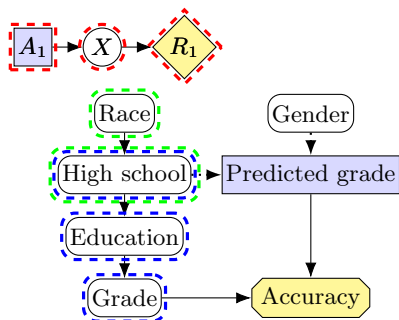 A₁ X R₁
Race Gender
High school Predicted grade
Education
Grade Accuracy